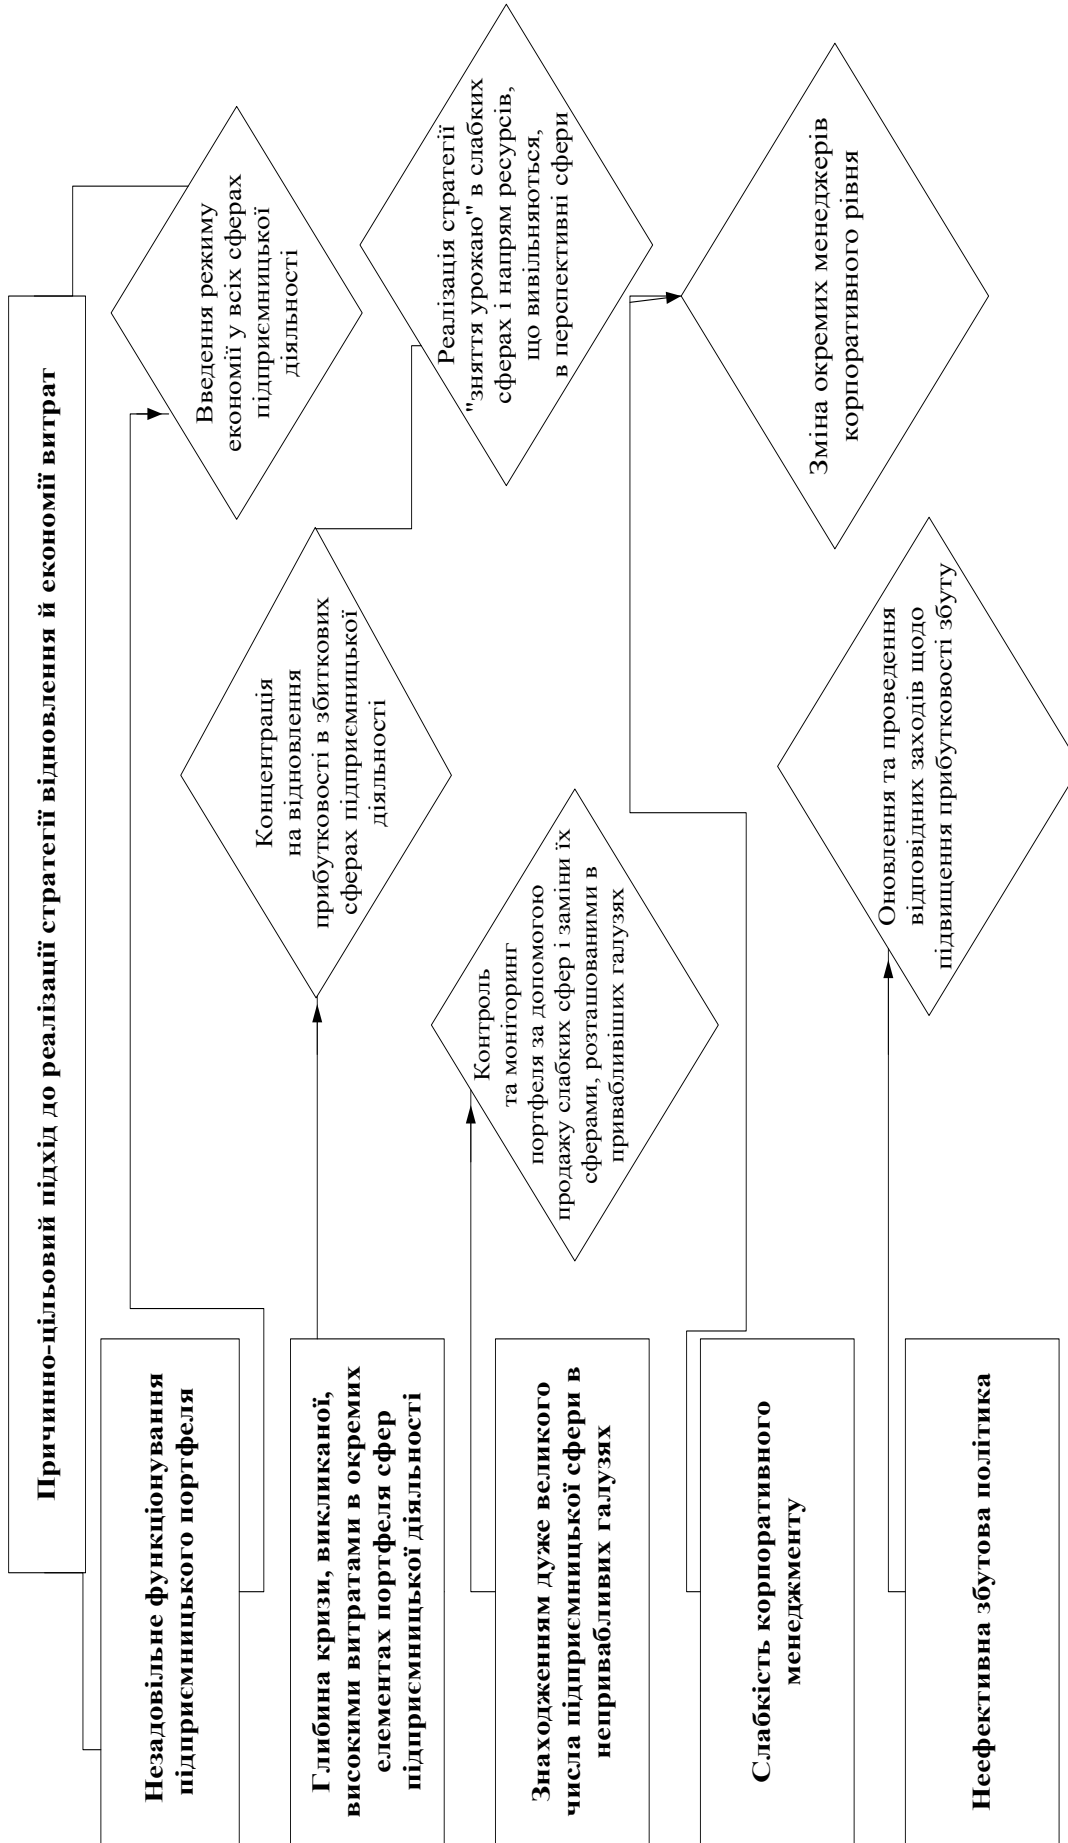 Причинно-цільовий підхід до реалізації стратегії відновлення й економії витрат
Незадовільне функціонування
підприємницького портфеля
Введення режиму
економії у всіх сферах
підприємницької
діяльності
Глибина кризи, викликаної,
високими витратами в окремих
елементах портфеля сфер
підприємницької діяльності
Концентрація
на відновлення
прибутковості в збиткових
сферах підприємницької
діяльності
Реалізація стратегії
"зняття урожаю" в слабких
сферах і напрям ресурсів,
що вивільняються,
в перспективні сфери
Знаходженням дуже великого
числа підприємницької сфери в
непривабливих галузях
Контроль
та моніторинг
портфеля за допомогою
продажу слабких сфер і заміни їх
сферами, розташованими в
привабливіших галузях
Слабкість корпоративного
менеджменту
Зміна окремих менеджерів
корпоративного рівня
Неефективна збутова політика
Оновлення та проведення
відповідних заходів щодо
підвищення прибутковості збуту